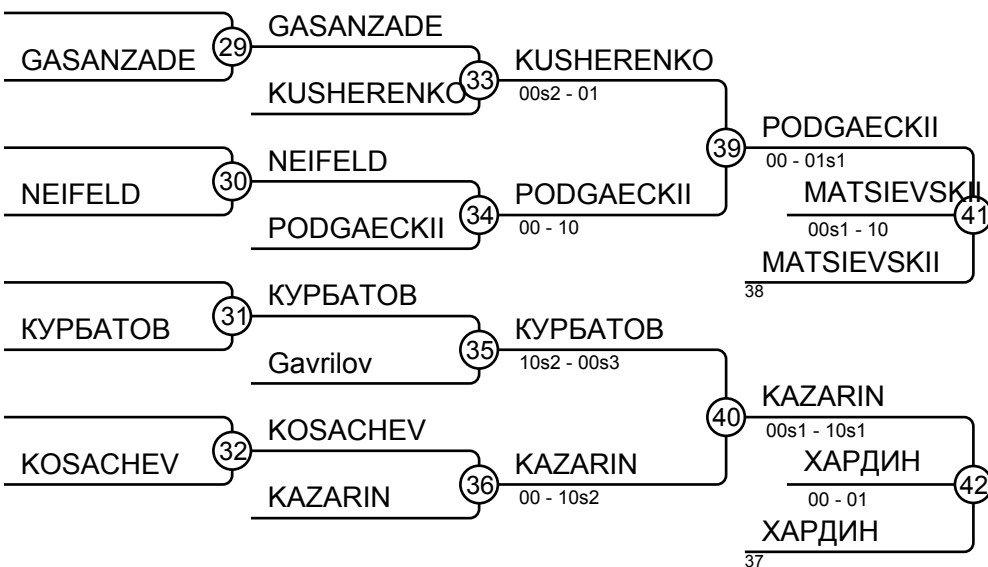 GASANZADE
29
GASANZADE
KUSHERENKO
33
KUSHERENKO
00s2 - 01
NEIFELD
30
NEIFELD
PODGAECKII
34
PODGAECKII
00 - 10
39
PODGAECKII
00 - 01s1
MATSIEVSKII
00s1 - 10
41
MATSIEVSKII
38
КУРБАТОВ
31
КУРБАТОВ
Gavrilov
35
КУРБАТОВ
10s2 - 00s3
KOSACHEV
32
KOSACHEV
KAZARIN
36
KAZARIN
00 - 10s2
40
KAZARIN
00s1 - 10s1
ХАРДИН
00 - 01
42
ХАРДИН
37